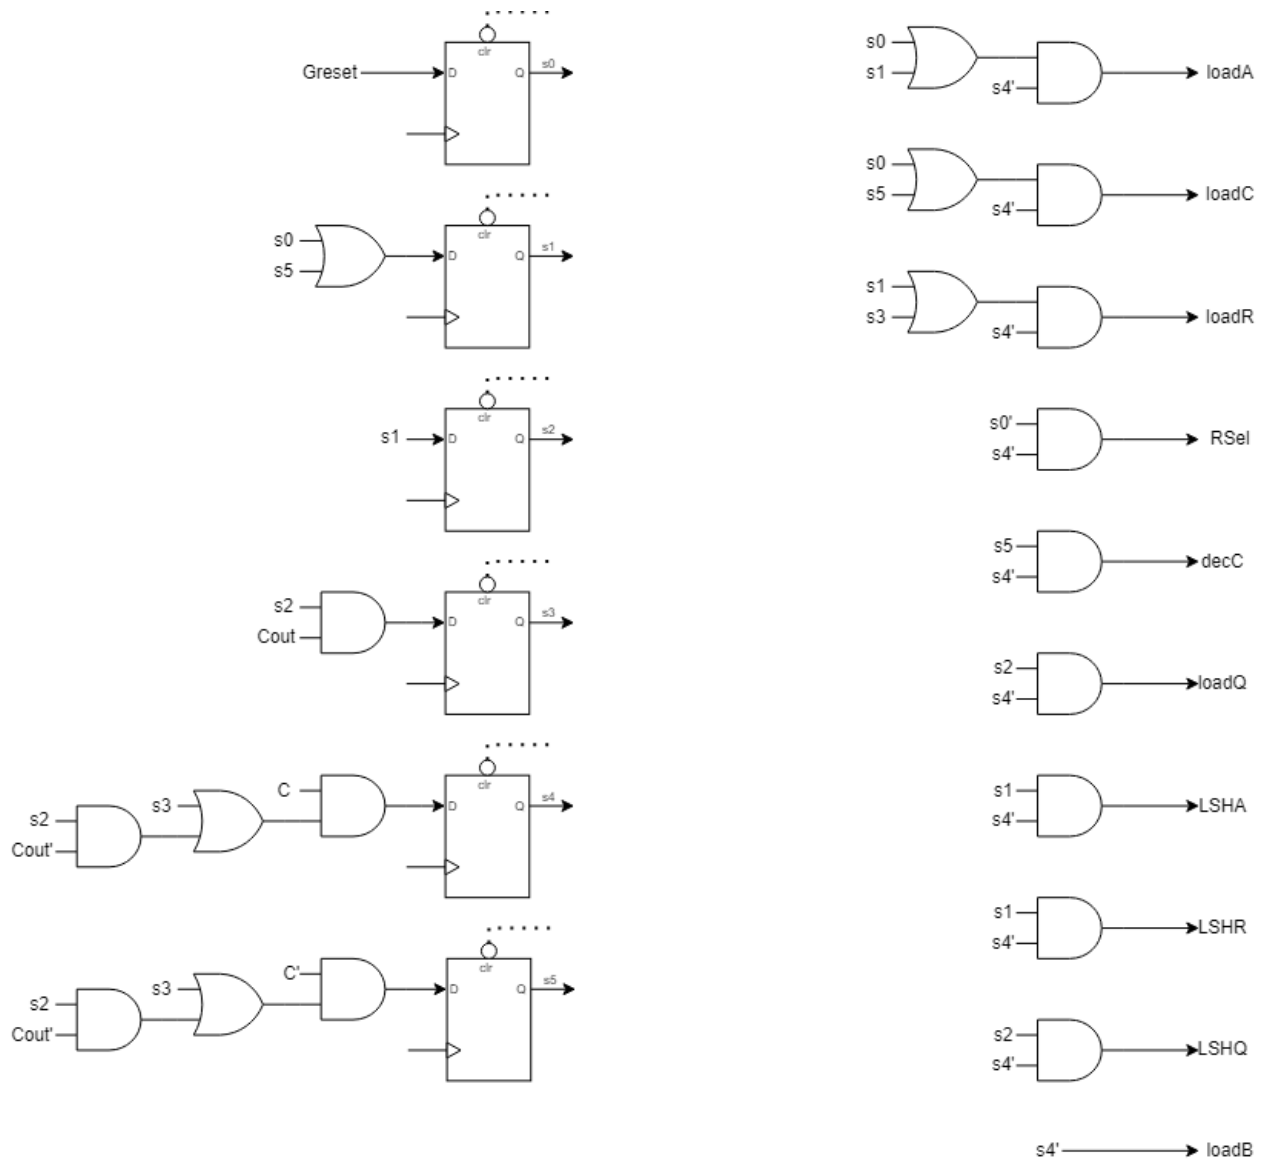 clr
Greset
D
Q
s0
s0
s5
clr
D
Q
s1
s1
clr
D
Q
s2
s2
Cout
clr
D
Q
s3
s2
Cout'
s3
C
clr
D
Q
s4
s2
Cout'
s3
C'
clr
D
Q
s5
s0
s1
s4'
loadA
s0
s5
s4'
loadC
s1
s3
s4'
loadR
s0'
s4'
RSel
s5
s4'
decC
s2
s4'
loadQ
s1
s4'
LSHA
s1
s4'
LSHR
s2
s4'
LSHQ
s4'
loadB